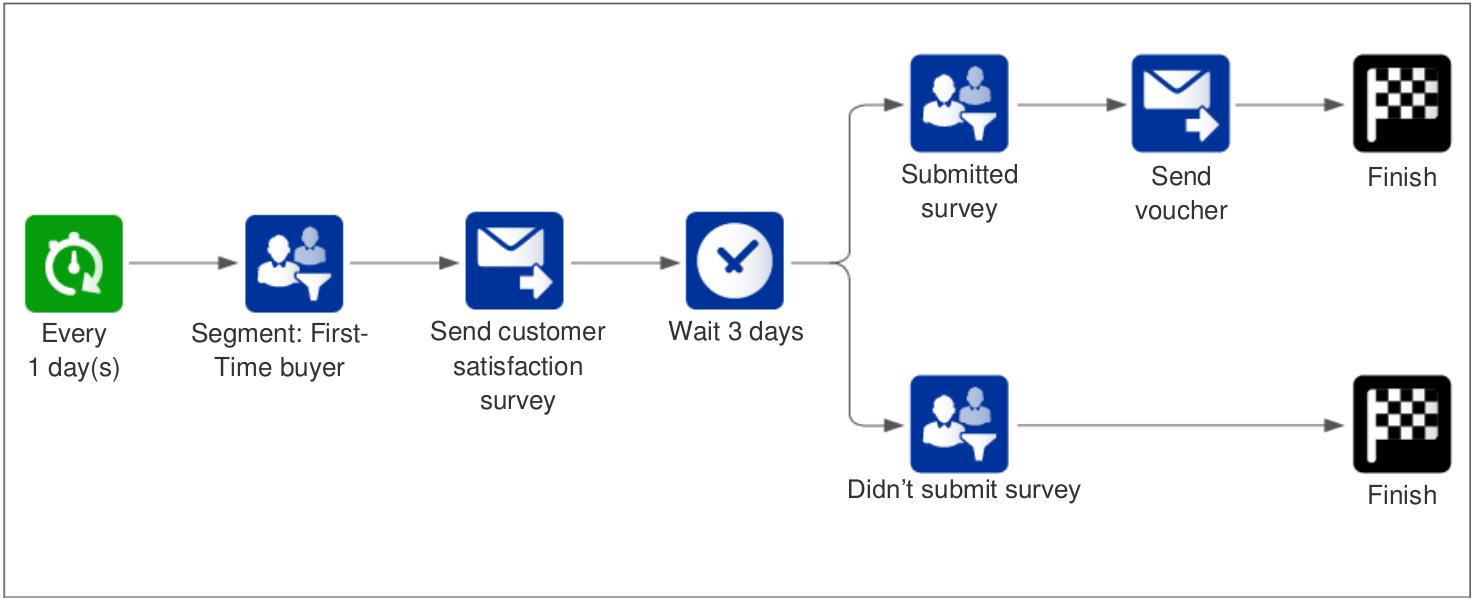 Submitted
survey
Send
voucher
Finish
Every
1 day(s)
Segment: First-
Time buyer
Send customer
satisfaction
survey
Wait 3 days
Didn’t submit survey
Finish